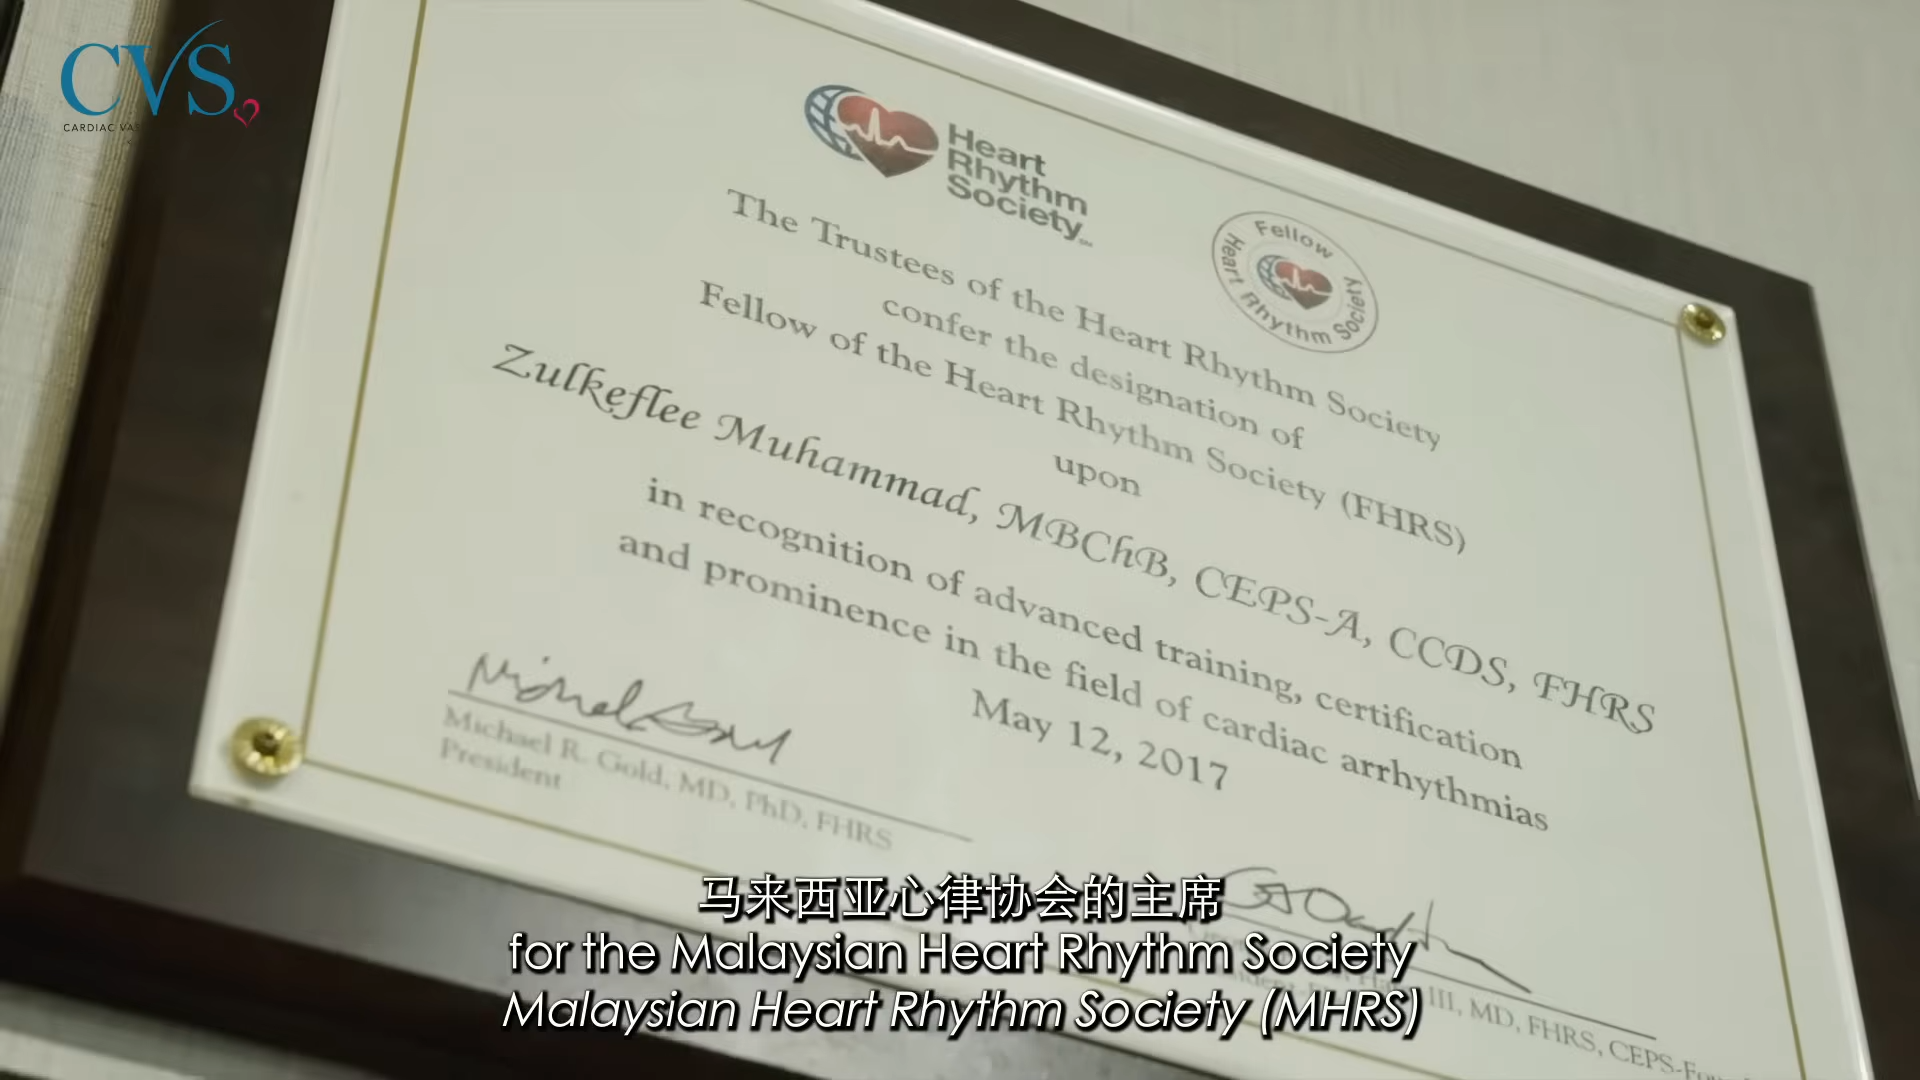 CVS
CARDIAC
Heart
Rhythm
Society
Fellow
Heart Rhythm Society
The Trustees of the Heart Rhythm Society
confer the designation of
Fellow of the Heart Rhythm Society (FHRS)
upon
Zulkeflee Muhammad, MBChB, CEPS-A, CCDS, FHRS
in recognition of advanced training, certification
and prominence in the field of cardiac arrhythmias
May 12, 2017
Michael R. Gold, MD, PhD, FHRS
President
III, MD, FHRS,
马来西亚心律协会的主席
for the Malaysian Heart Rhythm Society
Malaysian Heart Rhythm Society (MHRS)